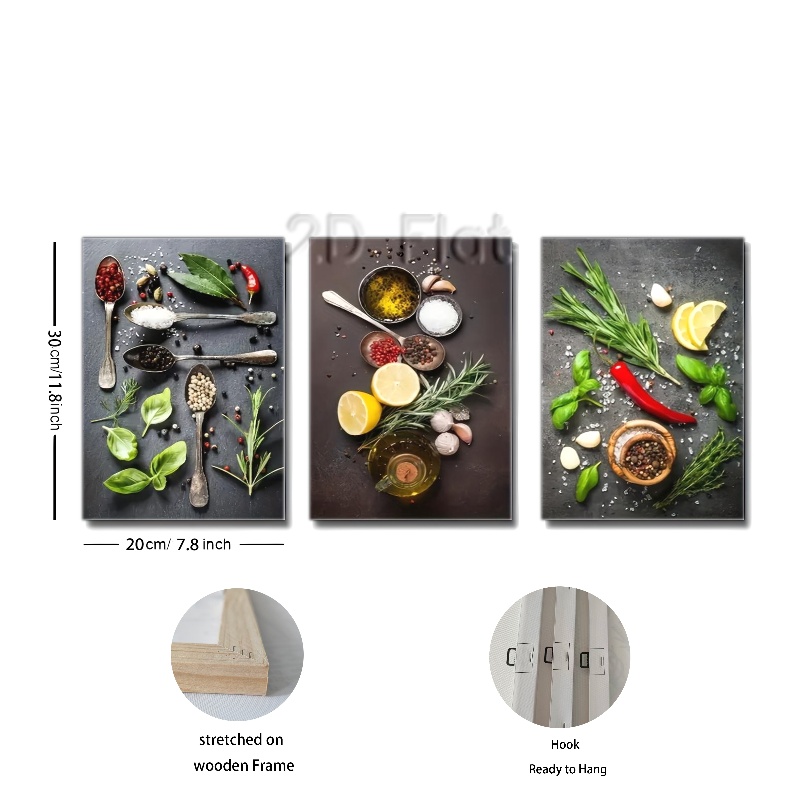 2D Flat
30cm/11.8inch
20cm/ 7.8 inch
stretched on
wooden Frame
Hook
Ready to Hang